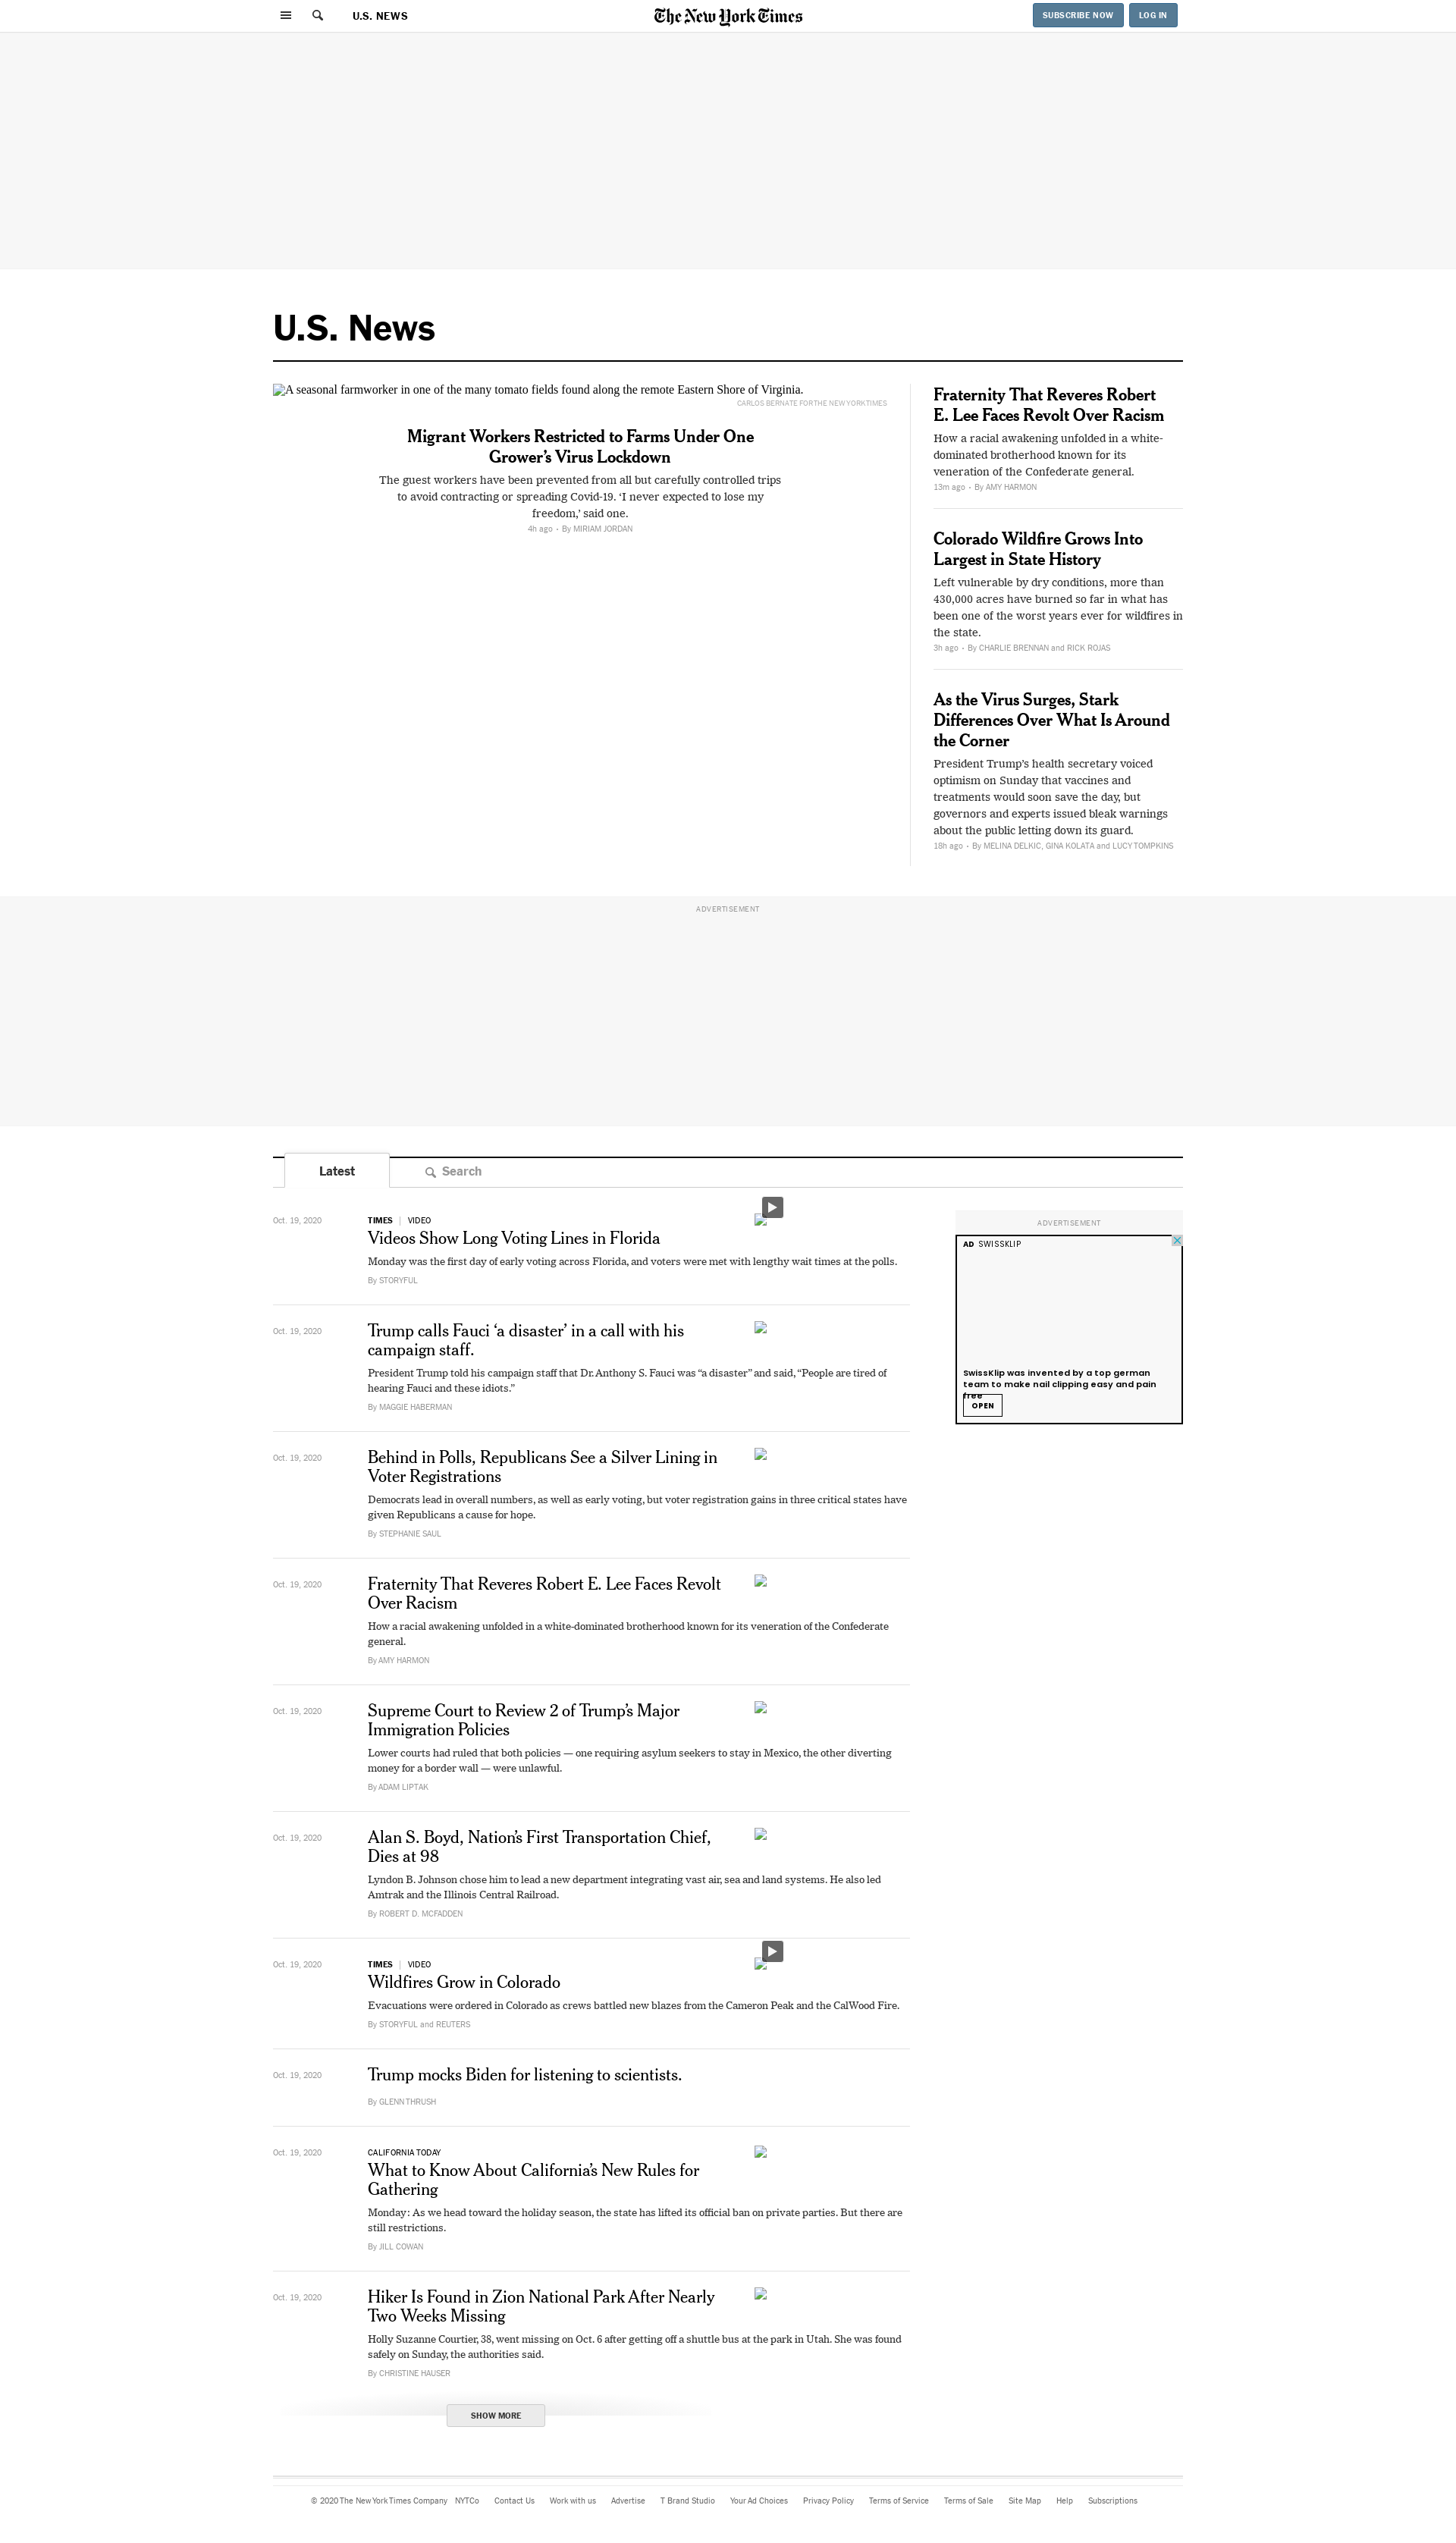 U.S. NEWS
The New York Times
SUBSCRIBE NOW
LOG IN
U.S. News
A seasonal farmworker in one of the many tomato fields found along the remote Eastern Shore of Virginia.
CARLOS BERNATE FOR THE NEW YORK TIMES
Migrant Workers Restricted to Farms Under One
Grower’s Virus Lockdown
The guest workers have been prevented from all but carefully controlled trips
to avoid contracting or spreading Covid-19. ‘I never expected to lose my
freedom,’ said one.
4h ago • By MIRIAM JORDAN
Fraternity That Reveres Robert
E. Lee Faces Revolt Over Racism
How a racial awakening unfolded in a white-
dominated brotherhood known for its
veneration of the Confederate general.
13m ago • By AMY HARMON
Colorado Wildfire Grows Into
Largest in State History
Left vulnerable by dry conditions, more than
430,000 acres have burned so far in what has
been one of the worst years ever for wildfires in
the state.
3h ago • By CHARLIE BRENNAN and RICK ROJAS
As the Virus Surges, Stark
Differences Over What Is Around
the Corner
President Trump’s health secretary voiced
optimism on Sunday that vaccines and
treatments would soon save the day, but
governors and experts issued bleak warnings
about the public letting down its guard.
18h ago • By MELINA DELKIC, GINA KOLATA and LUCY TOMPKINS
ADVERTISEMENT
Latest
Search
Oct. 19, 2020
TIMES | VIDEO
Videos Show Long Voting Lines in Florida
Monday was the first day of early voting across Florida, and voters were met with lengthy wait times at the polls.
By STORYFUL
Oct. 19, 2020
Trump calls Fauci ‘a disaster’ in a call with his
campaign staff.
President Trump told his campaign staff that Dr. Anthony S. Fauci was “a disaster” and said, “People are tired of
hearing Fauci and these idiots.”
By MAGGIE HABERMAN
Oct. 19, 2020
Behind in Polls, Republicans See a Silver Lining in
Voter Registrations
Democrats lead in overall numbers, as well as early voting, but voter registration gains in three critical states have
given Republicans a cause for hope.
By STEPHANIE SAUL
Oct. 19, 2020
Fraternity That Reveres Robert E. Lee Faces Revolt
Over Racism
How a racial awakening unfolded in a white-dominated brotherhood known for its veneration of the Confederate
general.
By AMY HARMON
Oct. 19, 2020
Supreme Court to Review 2 of Trump’s Major
Immigration Policies
Lower courts had ruled that both policies — one requiring asylum seekers to stay in Mexico, the other diverting
money for a border wall — were unlawful.
By ADAM LIPTAK
Oct. 19, 2020
Alan S. Boyd, Nation’s First Transportation Chief,
Dies at 98
Lyndon B. Johnson chose him to lead a new department integrating vast air, sea and land systems. He also led
Amtrak and the Illinois Central Railroad.
By ROBERT D. MCFADDEN
Oct. 19, 2020
TIMES | VIDEO
Wildfires Grow in Colorado
Evacuations were ordered in Colorado as crews battled new blazes from the Cameron Peak and the CalWood Fire.
By STORYFUL and REUTERS
Oct. 19, 2020
Trump mocks Biden for listening to scientists.
By GLENN THRUSH
Oct. 19, 2020
CALIFORNIA TODAY
What to Know About California’s New Rules for
Gathering
Monday: As we head toward the holiday season, the state has lifted its official ban on private parties. But there are
still restrictions.
By JILL COWAN
Oct. 19, 2020
Hiker Is Found in Zion National Park After Nearly
Two Weeks Missing
Holly Suzanne Courtier, 38, went missing on Oct. 6 after getting off a shuttle bus at the park in Utah. She was found
safely on Sunday, the authorities said.
By CHRISTINE HAUSER
SHOW MORE
ADVERTISEMENT
AD SWISSKLIP
SwissKlip was invented by a top german
team to make nail clipping easy and pain
free
OPEN
© 2020 The New York Times Company NYTCo Contact Us Work with us Advertise T Brand Studio Your Ad Choices Privacy Policy Terms of Service Terms of Sale Site Map Help Subscriptions